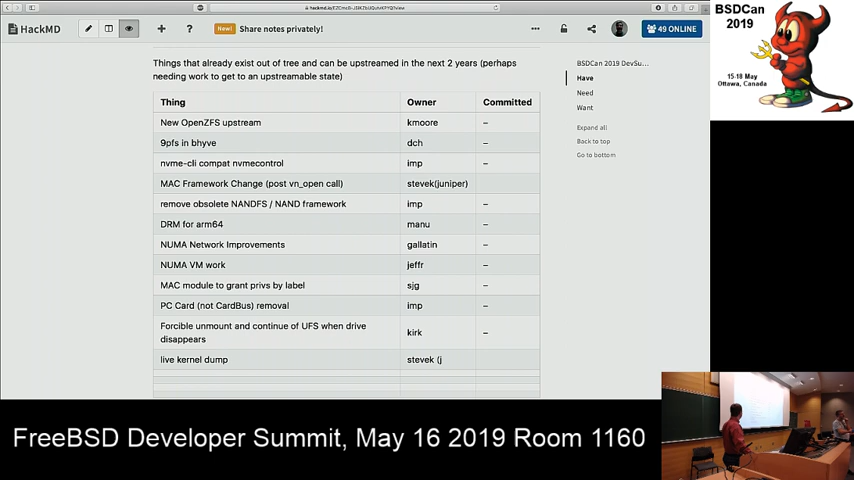 HackMD
New!
Share notes privately!
49 ONLINE
BSDCan
2019
15-18 May
Ottawa, Canada
Things that already exist out of tree and can be upstreamed in the next 2 years (perhaps
needing work to get to an upstreamable state)
Thing Owner Committed
New OpenZFS upstream kmoore –
9pfs in bhyve dch –
nvme-cli compat nvmecontrol imp –
MAC Framework Change (post vn_open call) stevek(juniper)
remove obsolete NANDFS / NAND framework imp –
DRM for arm64 manu –
NUMA Network Improvements gallatin –
NUMA VM work jeffr –
MAC module to grant privs by label sjg –
PC Card (not CardBus) removal imp –
Forcible unmount and continue of UFS when drive
disappears kirk –
live kernel dump stevek (j
BSDCan 2019 DevSu...
Have
Need
Want
Expand all
Back to top
Go to bottom
FreeBSD Developer Summit, May 16 2019 Room 1160